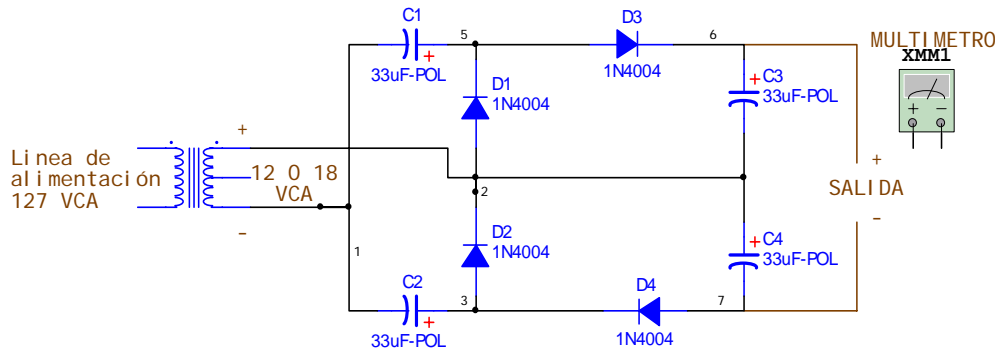 C1
33uF-POL
5
D3
1N4004
6
MULTIMETRO
XMM1
+
D1
1N4004
+
C3
33uF-POL
+ −
Linea de
alimentación
127 VCA
+
12 0 18
VCA
−
2
+
SALIDA
−
1
D2
1N4004
+
C4
33uF-POL
C2
+
33uF-POL
3
D4
1N4004
7